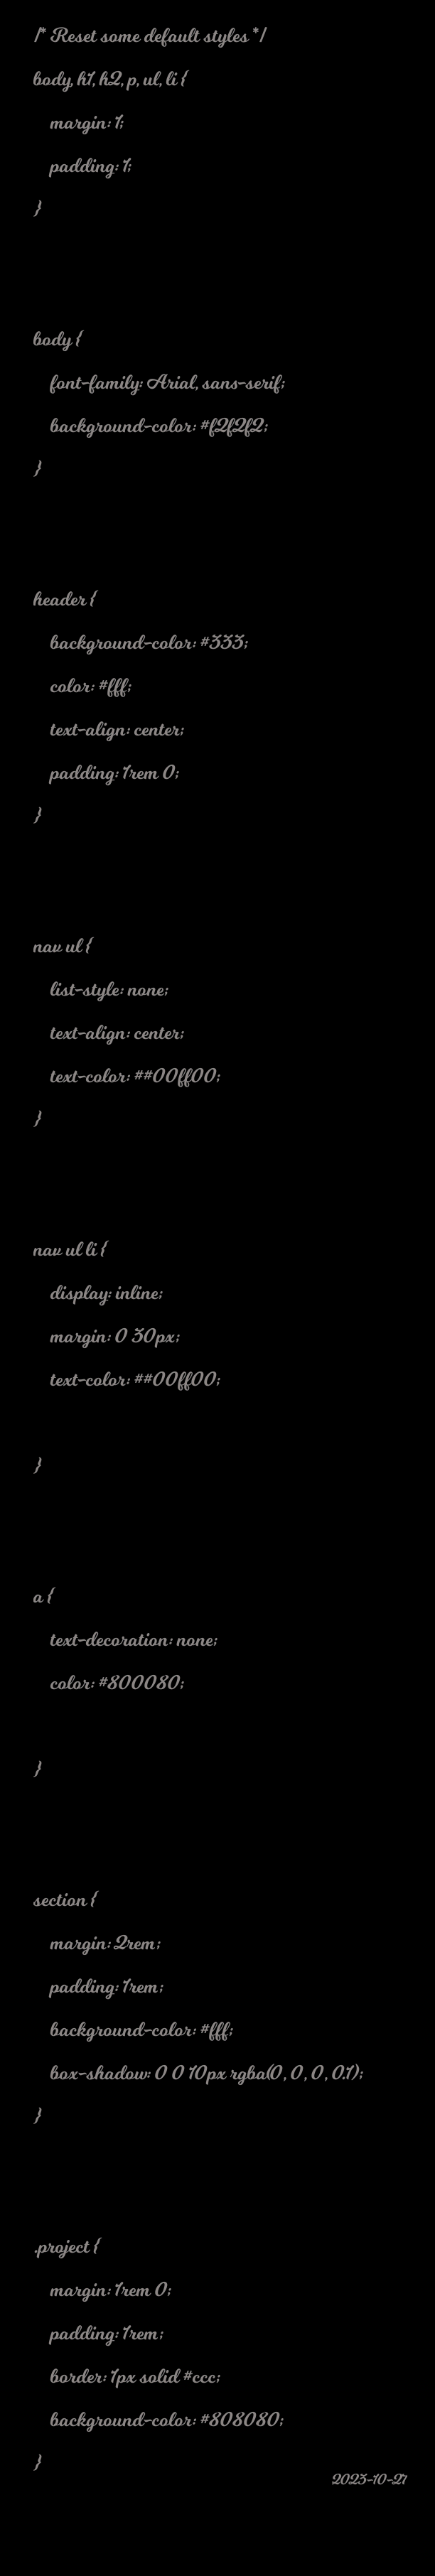 /* Reset some default styles */
body, h1, h2, p, ul, li {
    margin: 1;
    padding: 1;
}
body {
    font-family: Arial, sans-serif;
    background-color: #f2f2f2;
}
header {
    background-color: #333;
    color: #fff;
    text-align: center;
    padding: 1rem 0;
}
nav ul {
    list-style: none;
    text-align: center;
    text-color: ##00ff00;
}
nav ul li {
    display: inline;
    margin: 0 30px;
    text-color: ##00ff00;
}
a {
    text-decoration: none;
    color: #800080;
}
section {
    margin: 2rem;
    padding: 1rem;
    background-color: #fff;
    box-shadow: 0 0 10px rgba(0, 0, 0, 0.1);
}
.project {
    margin: 1rem 0;
    padding: 1rem;
    border: 1px solid #ccc;
    background-color: #808080;
}
2023-10-27